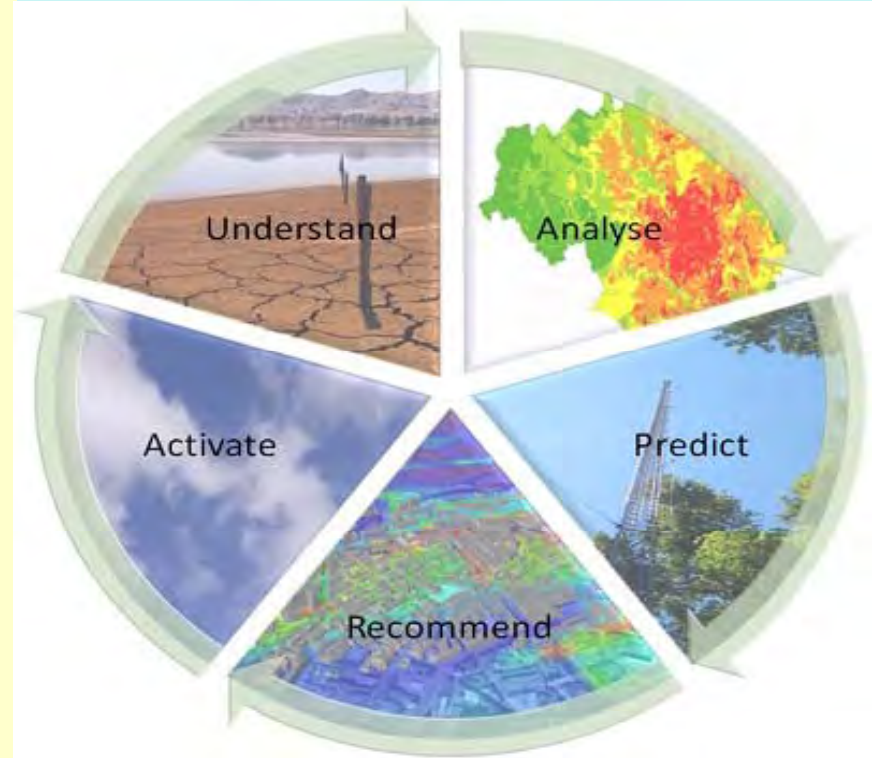 Understand
Analyse
Activate
Predict
Recommend